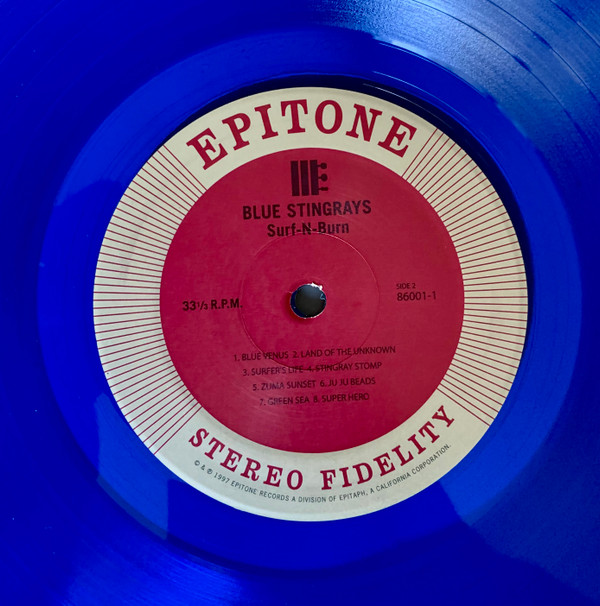 EPITONE
BLUE STINGRAYS
Surf-N-Burn
33⅓ R.P.M.
SIDE 2
86001-1
1. BLUE VENUS 2. LAND OF THE UNKNOWN
3. SURFER'S LIFE 4. STINGRAY STOMP
5. ZUMA SUNSET 6. JU JU BEADS
7. GREEN SEA 8. SUPER HERO
STEREO FIDELITY
© & ℗ 1997 EPITONE RECORDS A DIVISION OF EPITAPH, A CALIFORNIA CORPORATION.